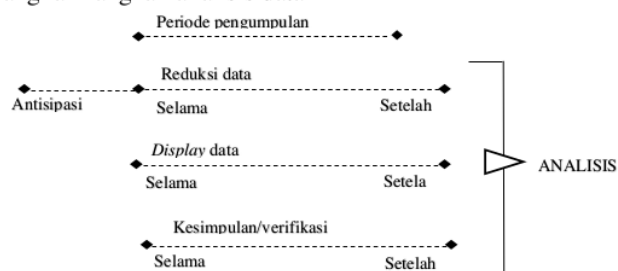 Periode pengumpulan
Reduksi data
Antisipasi Selama Setelah
Display data
Selama Setela
ANALISIS
Kesimpulan/verifikasi
Selama Setelah